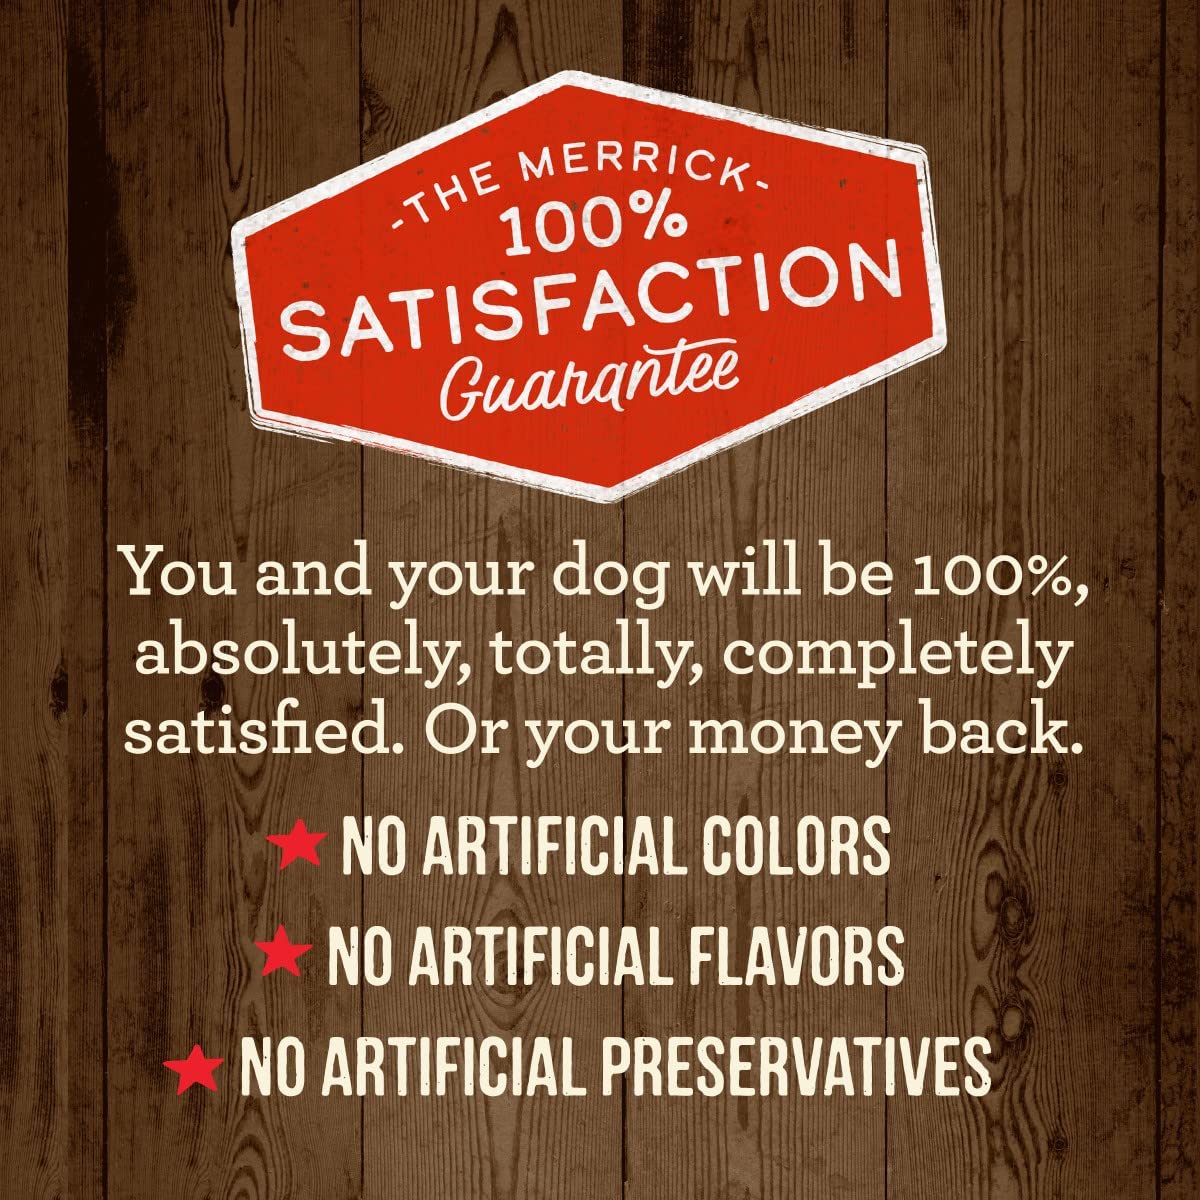 -THE MERRICK-
100%
SATISFACTION
Guarantee
You and your dog will be 100%,
absolutely, totally, completely
satisfied. Or your money back.
NO ARTIFICIAL COLORS
NO ARTIFICIAL FLAVORS
NO ARTIFICIAL PRESERVATIVES